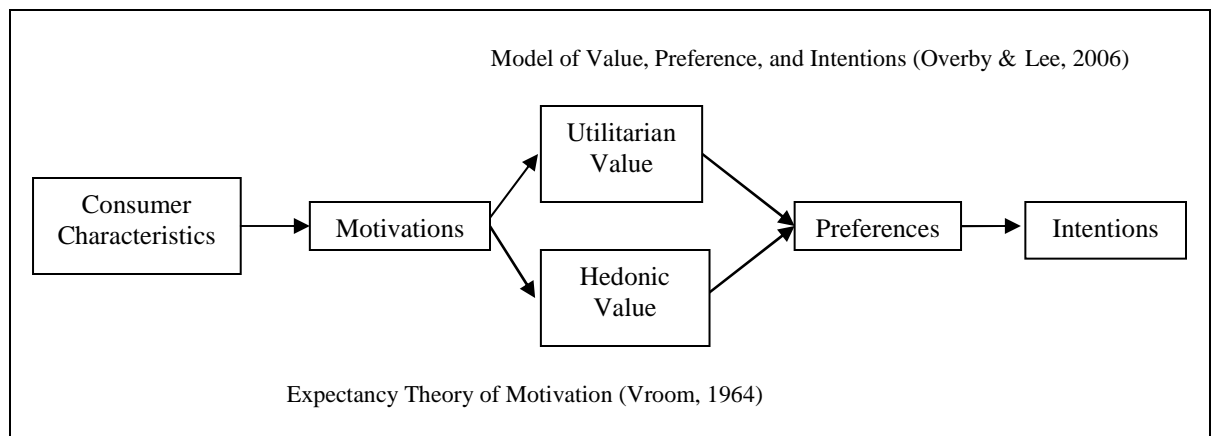 Model of Value, Preference, and Intentions (Overby & Lee, 2006)
Consumer
Characteristics
Motivations
Utilitarian
Value
Hedonic
Value
Preferences
Intentions
Expectancy Theory of Motivation (Vroom, 1964)